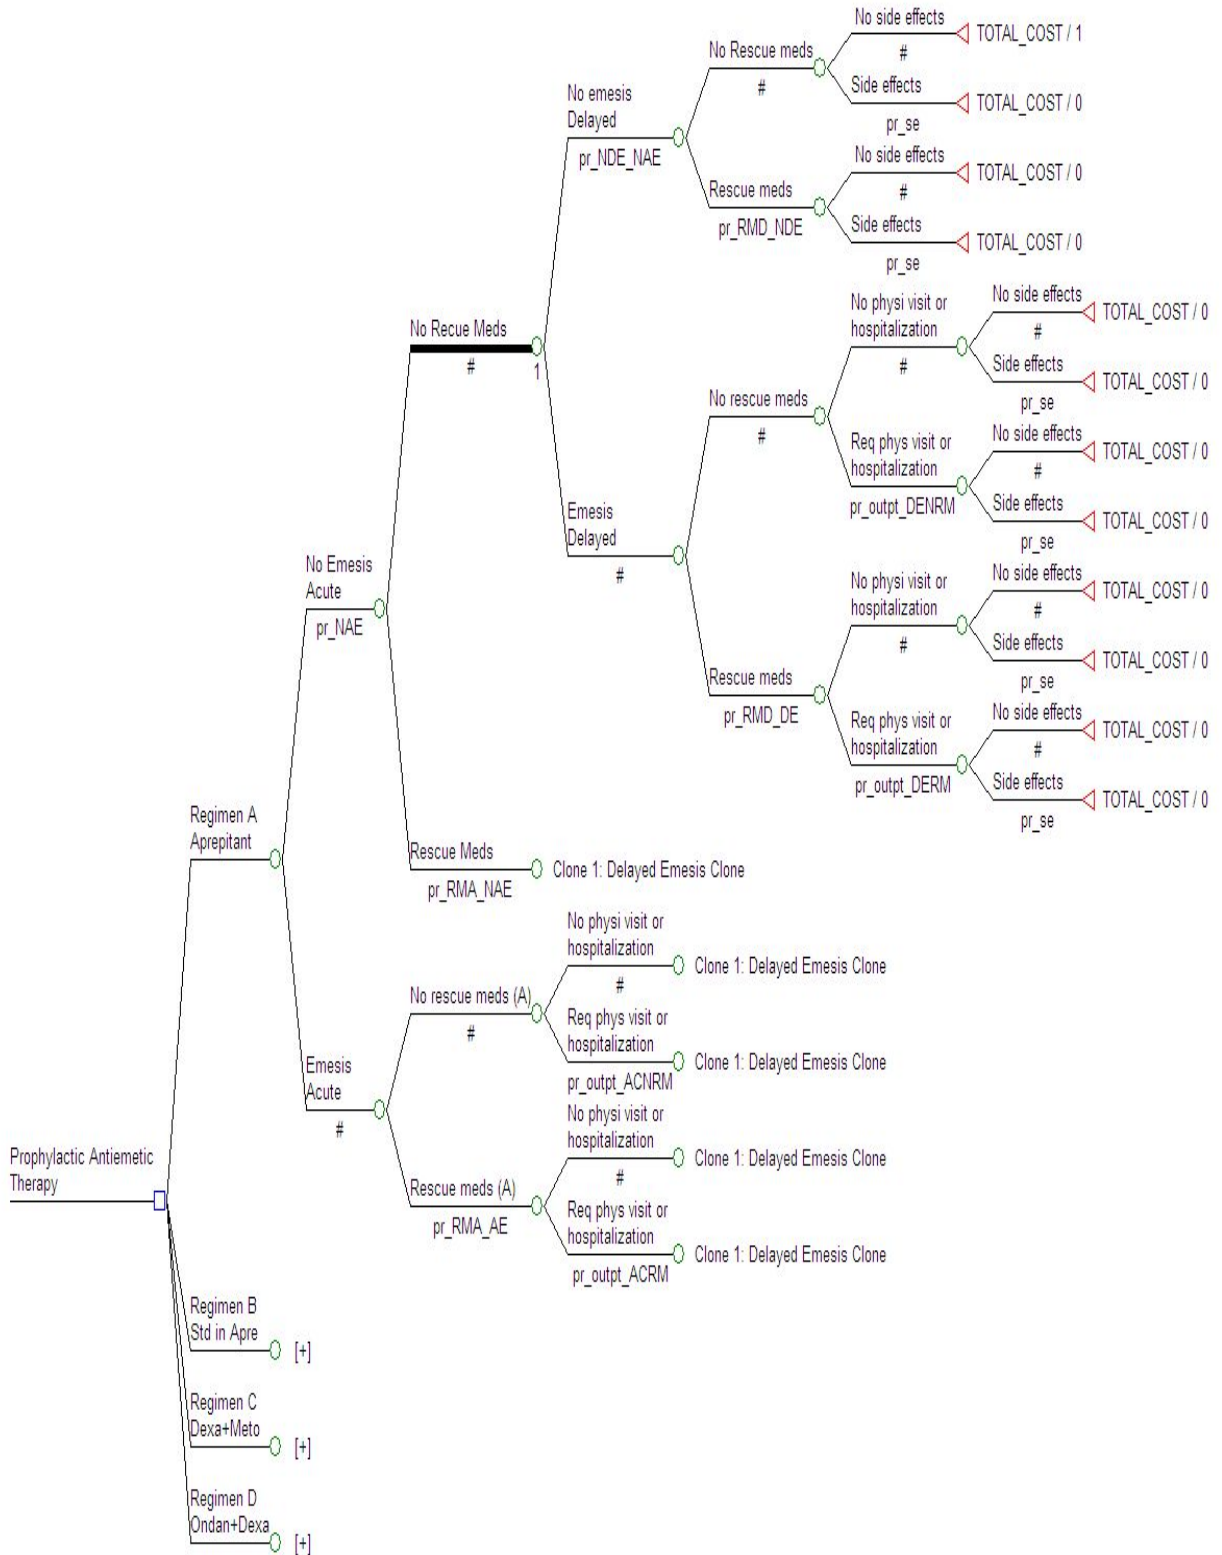 No side effects
TOTAL_COST / 1
#
No Rescue meds
#
Side effects
TOTAL_COST / 0
pr_se
No emesis
Delayed
pr_NDE_NAE
No side effects
TOTAL_COST / 0
#
Rescue meds
pr_RMD_NDE
Side effects
TOTAL_COST / 0
pr_se
No Recue Meds
#
1
No physi visit or
hospitalization
#
No side effects
TOTAL_COST / 0
#
Side effects
TOTAL_COST / 0
pr_se
No rescue meds
#
Req phys visit or
hospitalization
pr_outpt_DENRM
No side effects
TOTAL_COST / 0
#
Side effects
TOTAL_COST / 0
pr_se
Emesis
Delayed
#
No physi visit or
hospitalization
#
No side effects
TOTAL_COST / 0
#
Side effects
TOTAL_COST / 0
pr_se
Rescue meds
pr_RMD_DE
Req phys visit or
hospitalization
pr_outpt_DERM
No side effects
TOTAL_COST / 0
#
Side effects
TOTAL_COST / 0
pr_se
No Emesis
Acute
pr_NAE
Regimen A
Aprepitant
Rescue Meds
pr_RMA_NAE
Clone 1: Delayed Emesis Clone
No physi visit or
hospitalization
#
Clone 1: Delayed Emesis Clone
No rescue meds (A)
#
Req phys visit or
hospitalization
pr_outpt_ACNRM
Clone 1: Delayed Emesis Clone
Emesis
Acute
#
No physi visit or
hospitalization
#
Clone 1: Delayed Emesis Clone
Rescue meds (A)
pr_RMA_AE
Req phys visit or
hospitalization
pr_outpt_ACRM
Clone 1: Delayed Emesis Clone
Prophylactic Antiemetic
Therapy
Regimen B
Std in Apre
[+]
Regimen C
Dexa+Meto
[+]
Regimen D
Ondan+Dexa
[+]